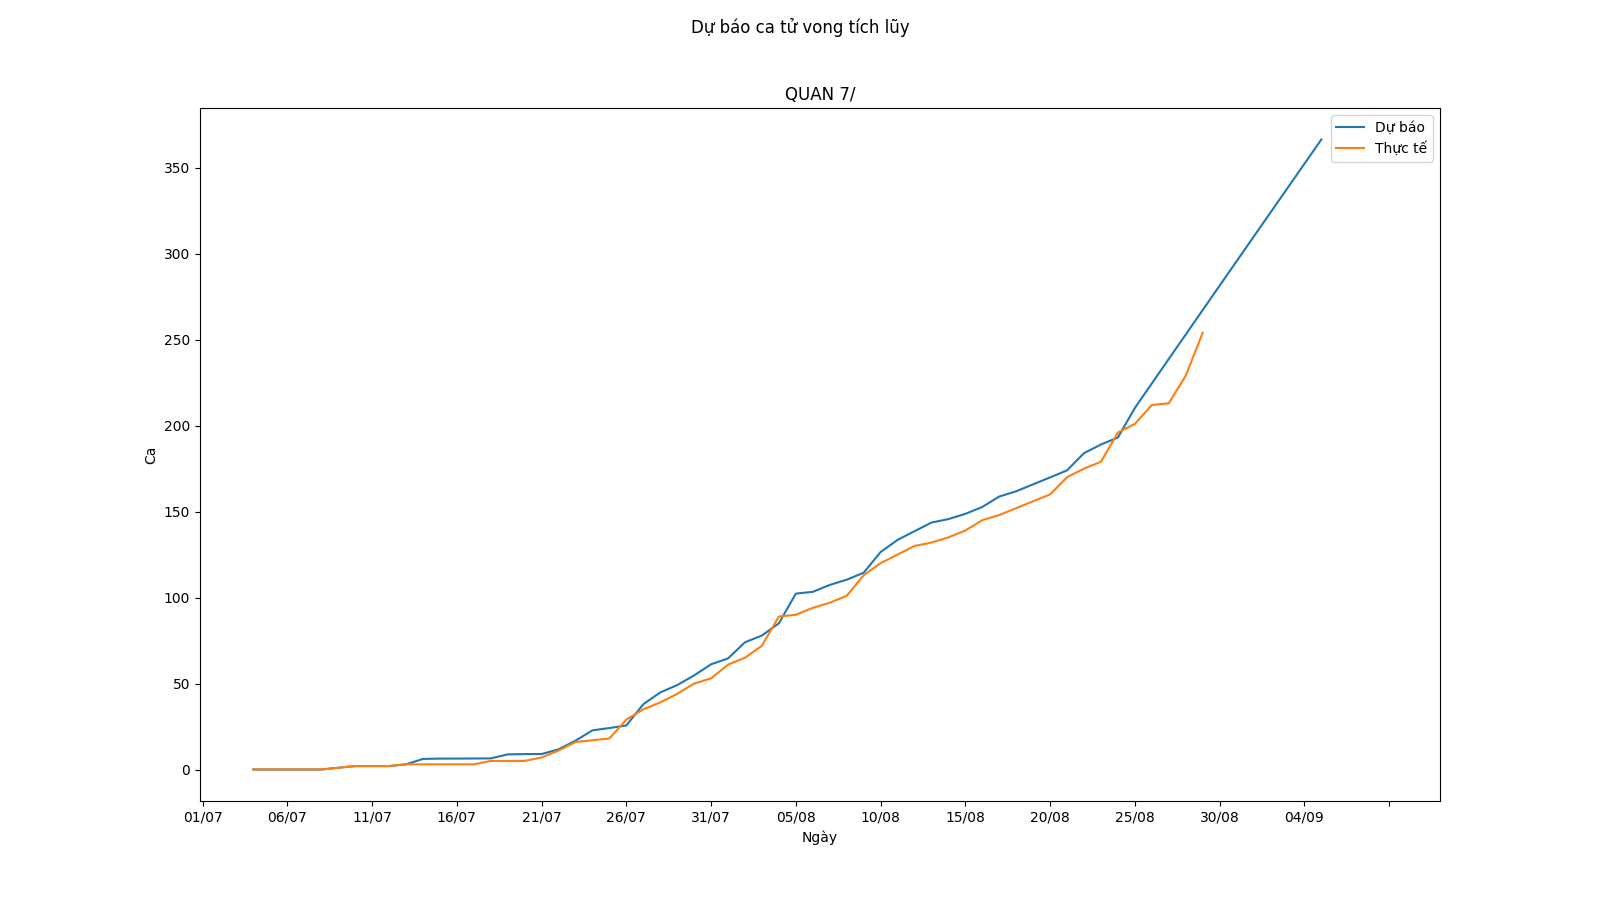 Dự báo ca tử vong tích lũy
QUAN 7/
Dự báo
Thực tế
350
300
250
200
150
100
50
0
Ca
01/07 06/07 11/07 16/07 21/07 26/07 31/07 05/08 10/08 15/08 20/08 25/08 30/08 04/09
Ngày